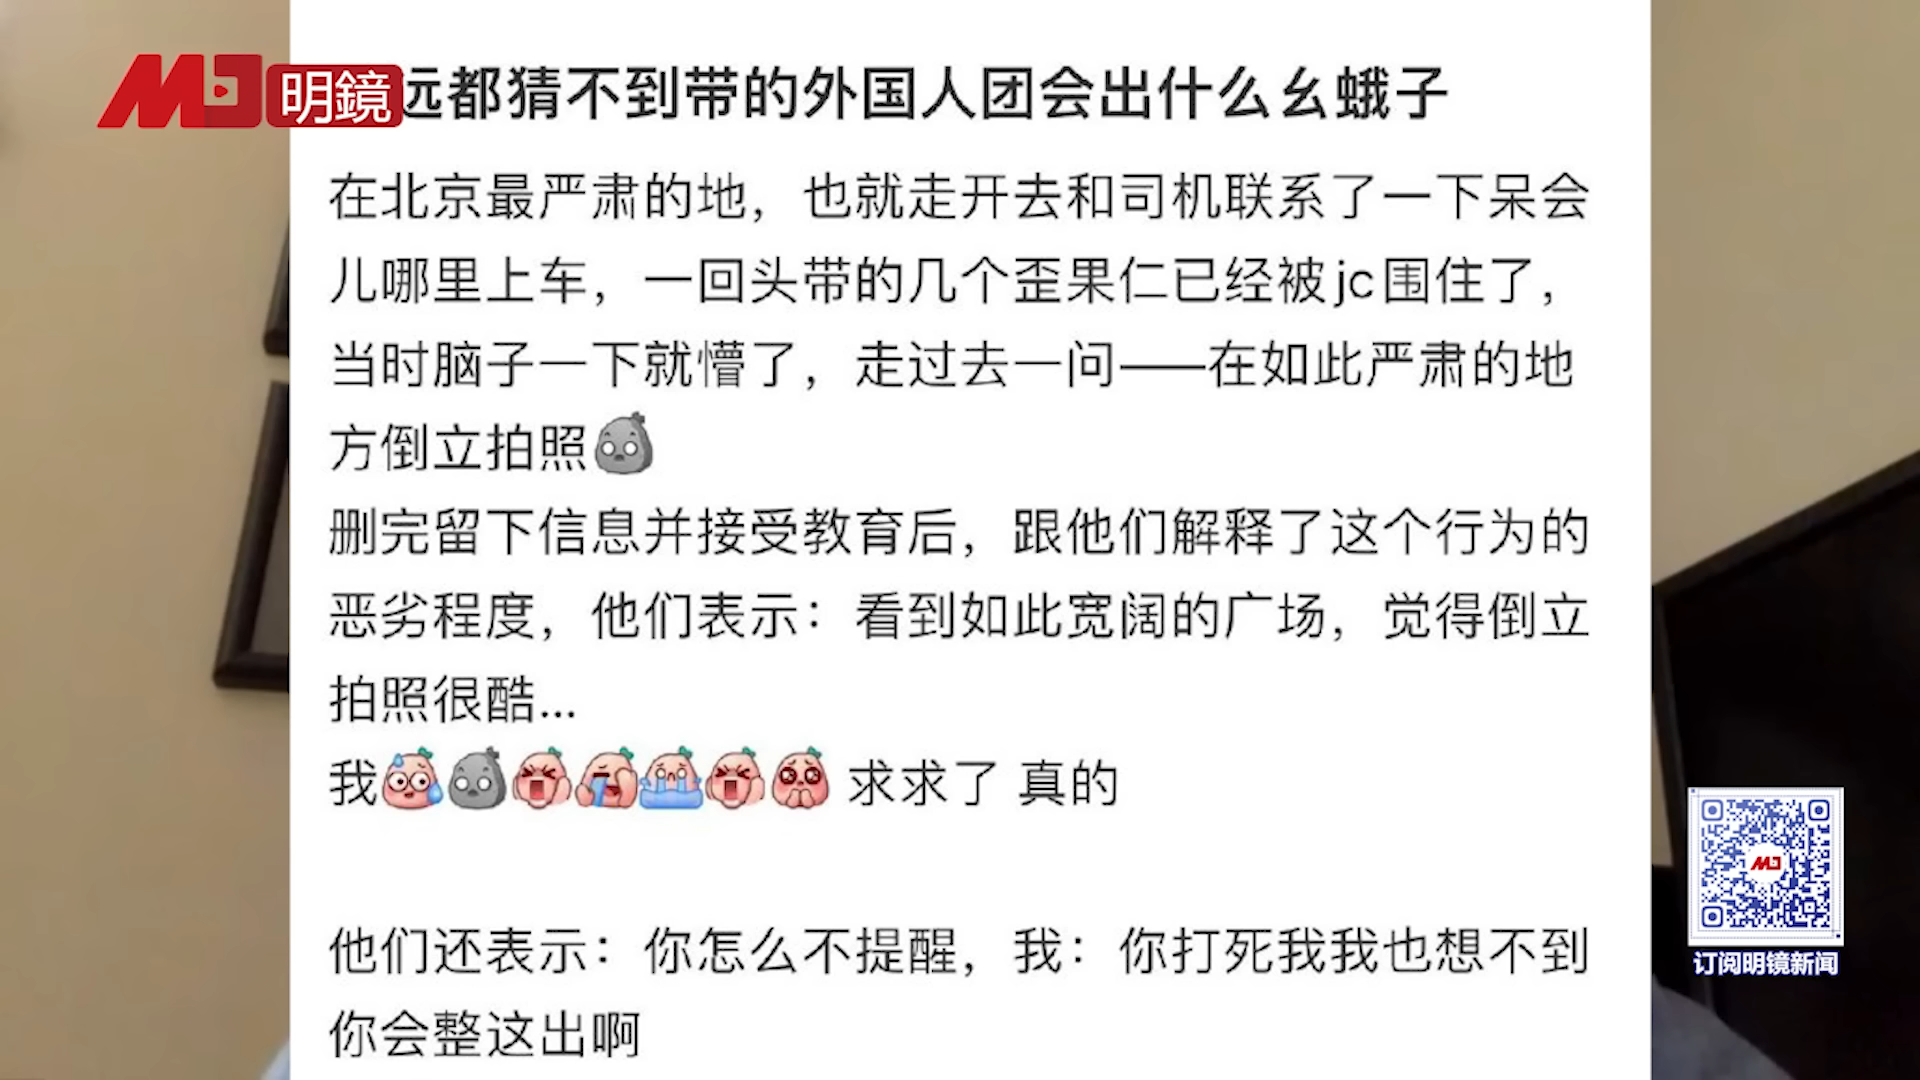 明鏡
远都猜不到带的外国人团会出什么幺蛾子
在北京最严肃的地，也就走开去和司机联系了一下呆会
儿哪里上车，一回头带的几个歪果仁已经被jc围住了，
当时脑子一下就懵了，走过去一问——在如此严肃的地
方倒立拍照
删完留下信息并接受教育后，跟他们解释了这个行为的
恶劣程度，他们表示：看到如此宽阔的广场，觉得倒立
拍照很酷...
我 求求了 真的
他们还表示：你怎么不提醒，我：你打死我我也想不到
你会整这出啊
订阅明镜新闻